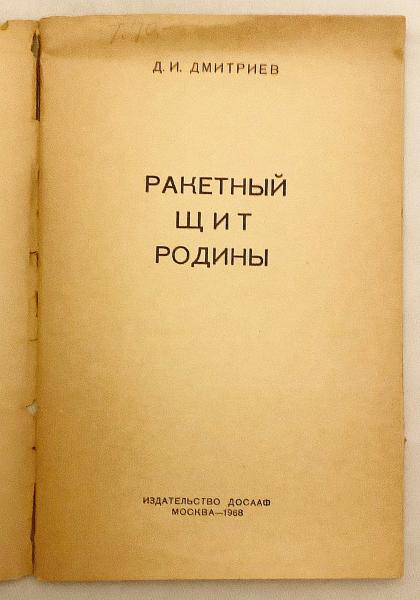 Д. И. ДМИТРИЕВ
РАКЕТНЫЙ
ЩИТ
РОДИНЫ
ИЗДАТЕЛЬСТВО ДОСААФ
МОСКВА—1968